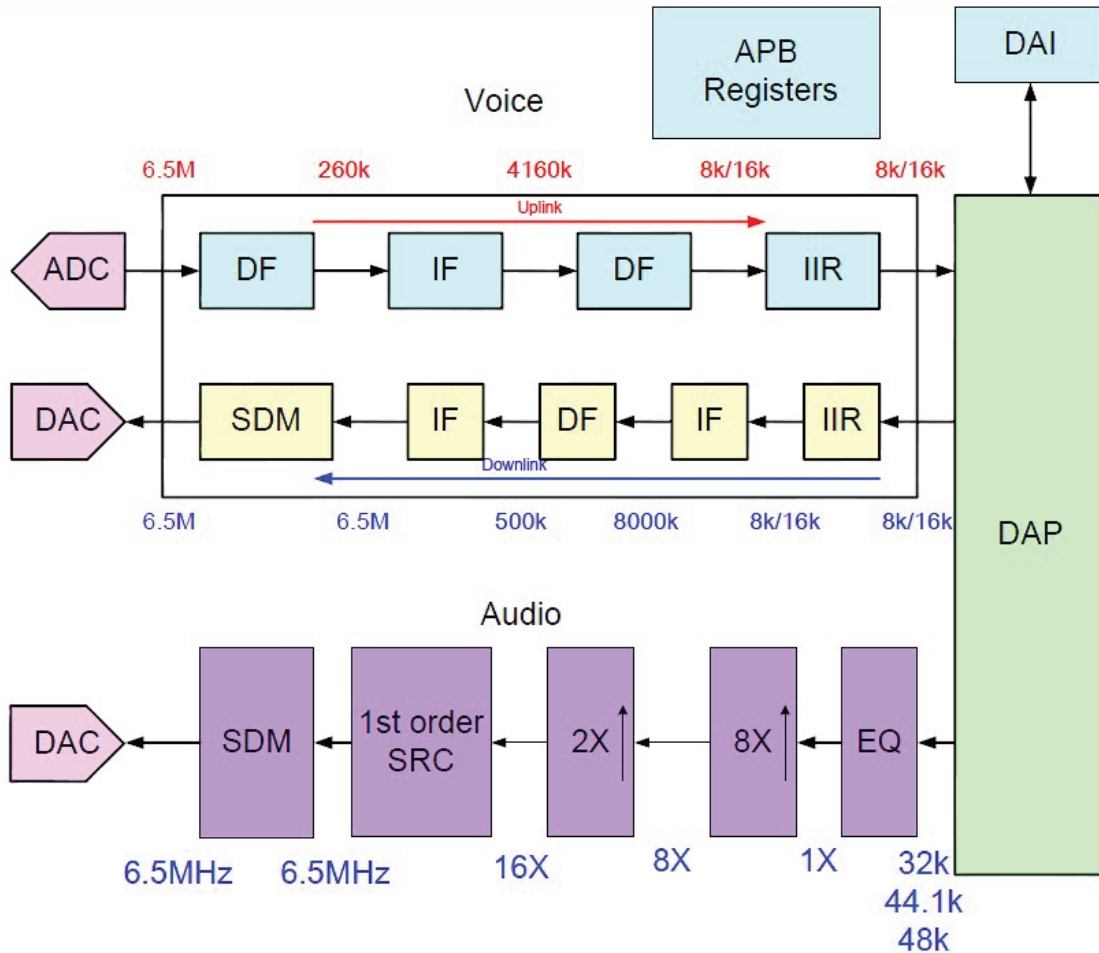 APB
Registers
DAI
Voice
6.5M 260k 4160k 8k/16k 8k/16k
Uplink
ADC DF IF DF IIR
DAC SDM IF DF IF IIR
Downlink
6.5M 6.5M 500k 8000k 8k/16k 8k/16k
DAP
Audio
DAC SDM 1st order
SRC 2X 8X EQ
6.5MHz 6.5MHz 16X 8X 1X 32k
44.1k
48k